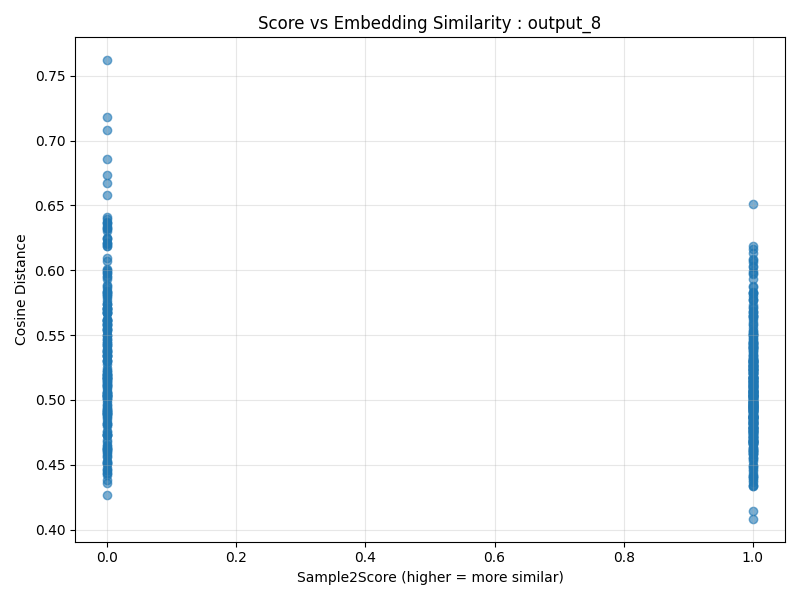 Score vs Embedding Similarity : output_8
Cosine Distance
0.75
0.70
0.65
0.60
0.55
0.50
0.45
0.40
0.0 0.2 0.4 0.6 0.8 1.0
Sample2Score (higher = more similar)